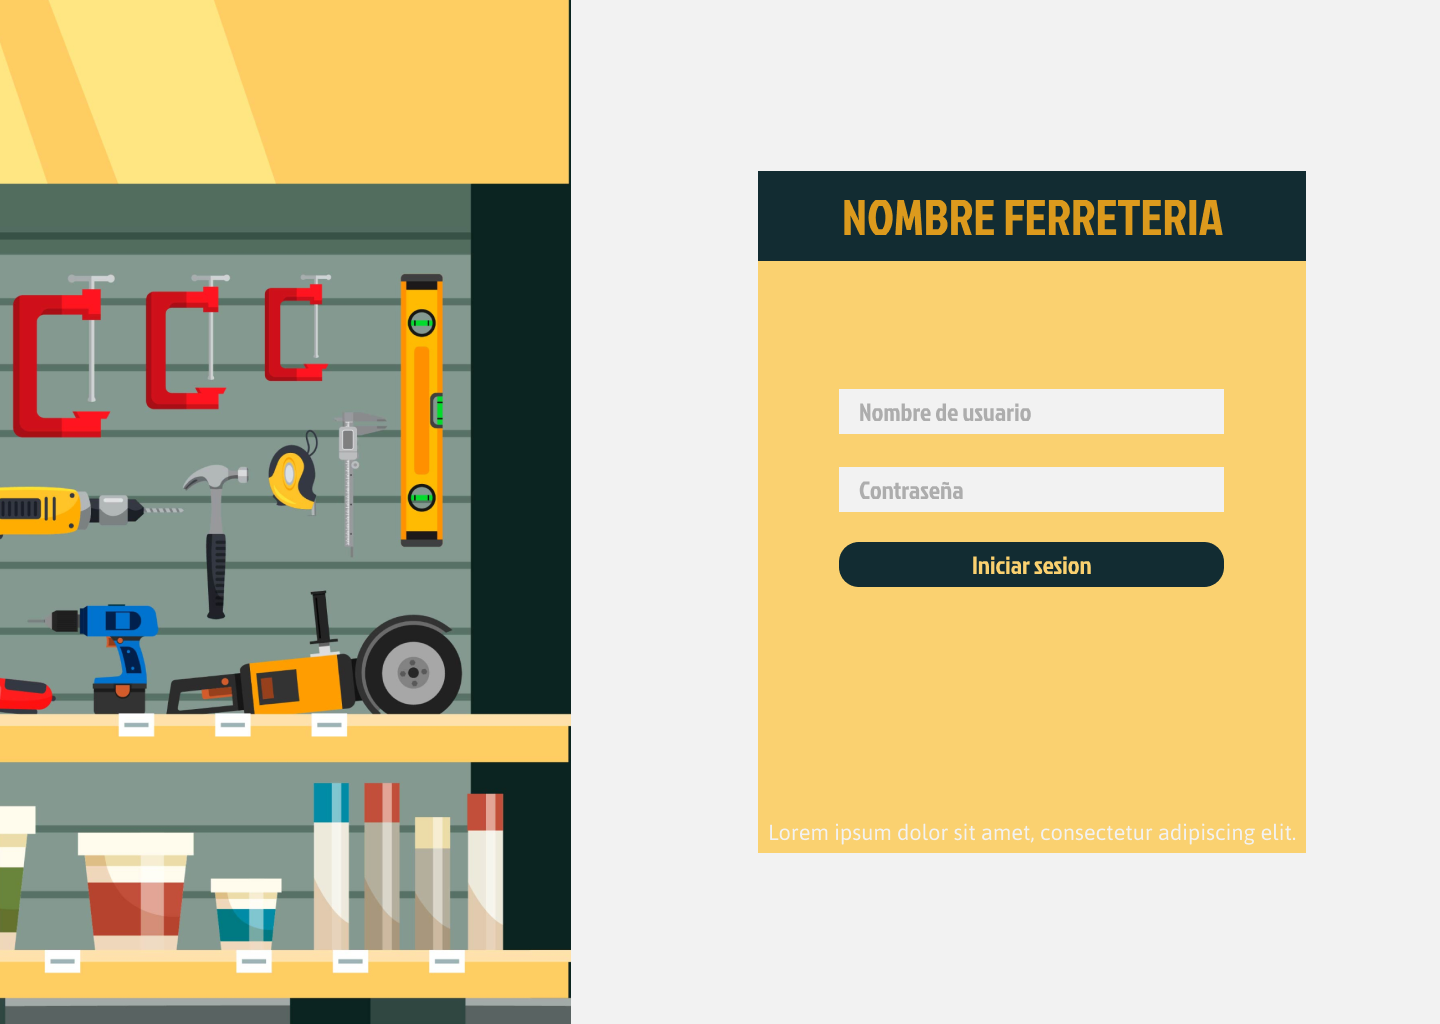 NOMBRE FERRETERIA
Nombre de usuario
Contraseña
Iniciar sesion
Lorem ipsum dolor sit amet, consectetur adipiscing elit.